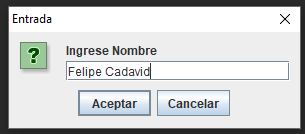 Entrada
Ingrese Nombre
Felipe Cadavid
Aceptar Cancelar